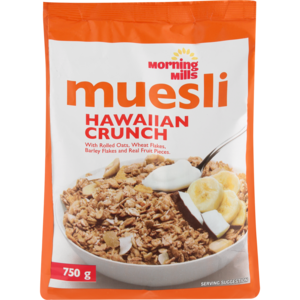 Morning
Mills
muesli
HAWAIIAN
CRUNCH
With Rolled Oats, Wheat Flakes,
Barley Flakes and Real Fruit Pieces.
750 g
SERVING SUGGESTION